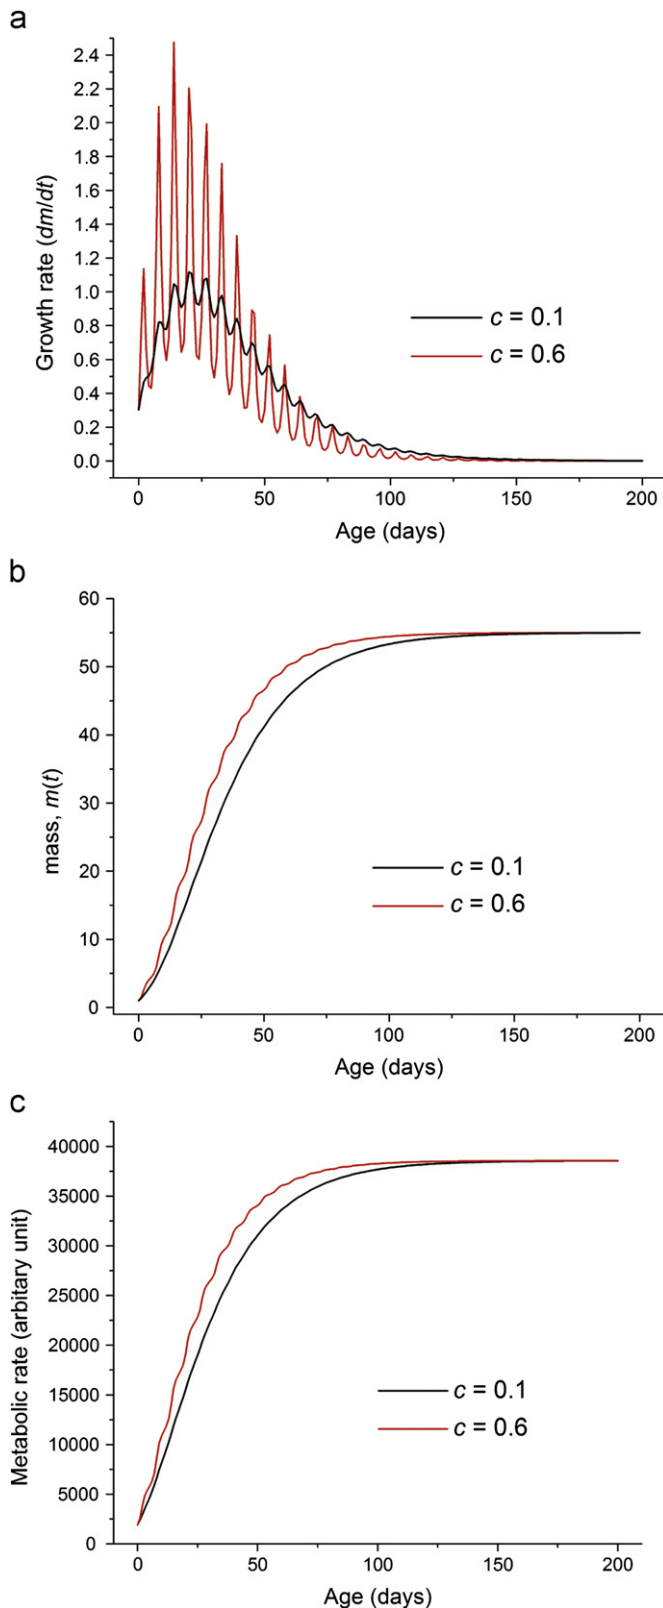 a
2.4
2.2
2.0
1.8
1.6
1.4
1.2
1.0
0.8
0.6
0.4
0.2
0.0
Growth rate (dm/dt)
c = 0.1
c = 0.6
0 50 100 150 200
Age (days)
b
60
50
40
30
20
10
0
mass, m(t)
c = 0.1
c = 0.6
0 50 100 150 200
Age (days)
c
40000
35000
30000
25000
20000
15000
10000
5000
0
Metabolic rate (arbitary unit)
c = 0.1
c = 0.6
0 50 100 150 200
Age (days)